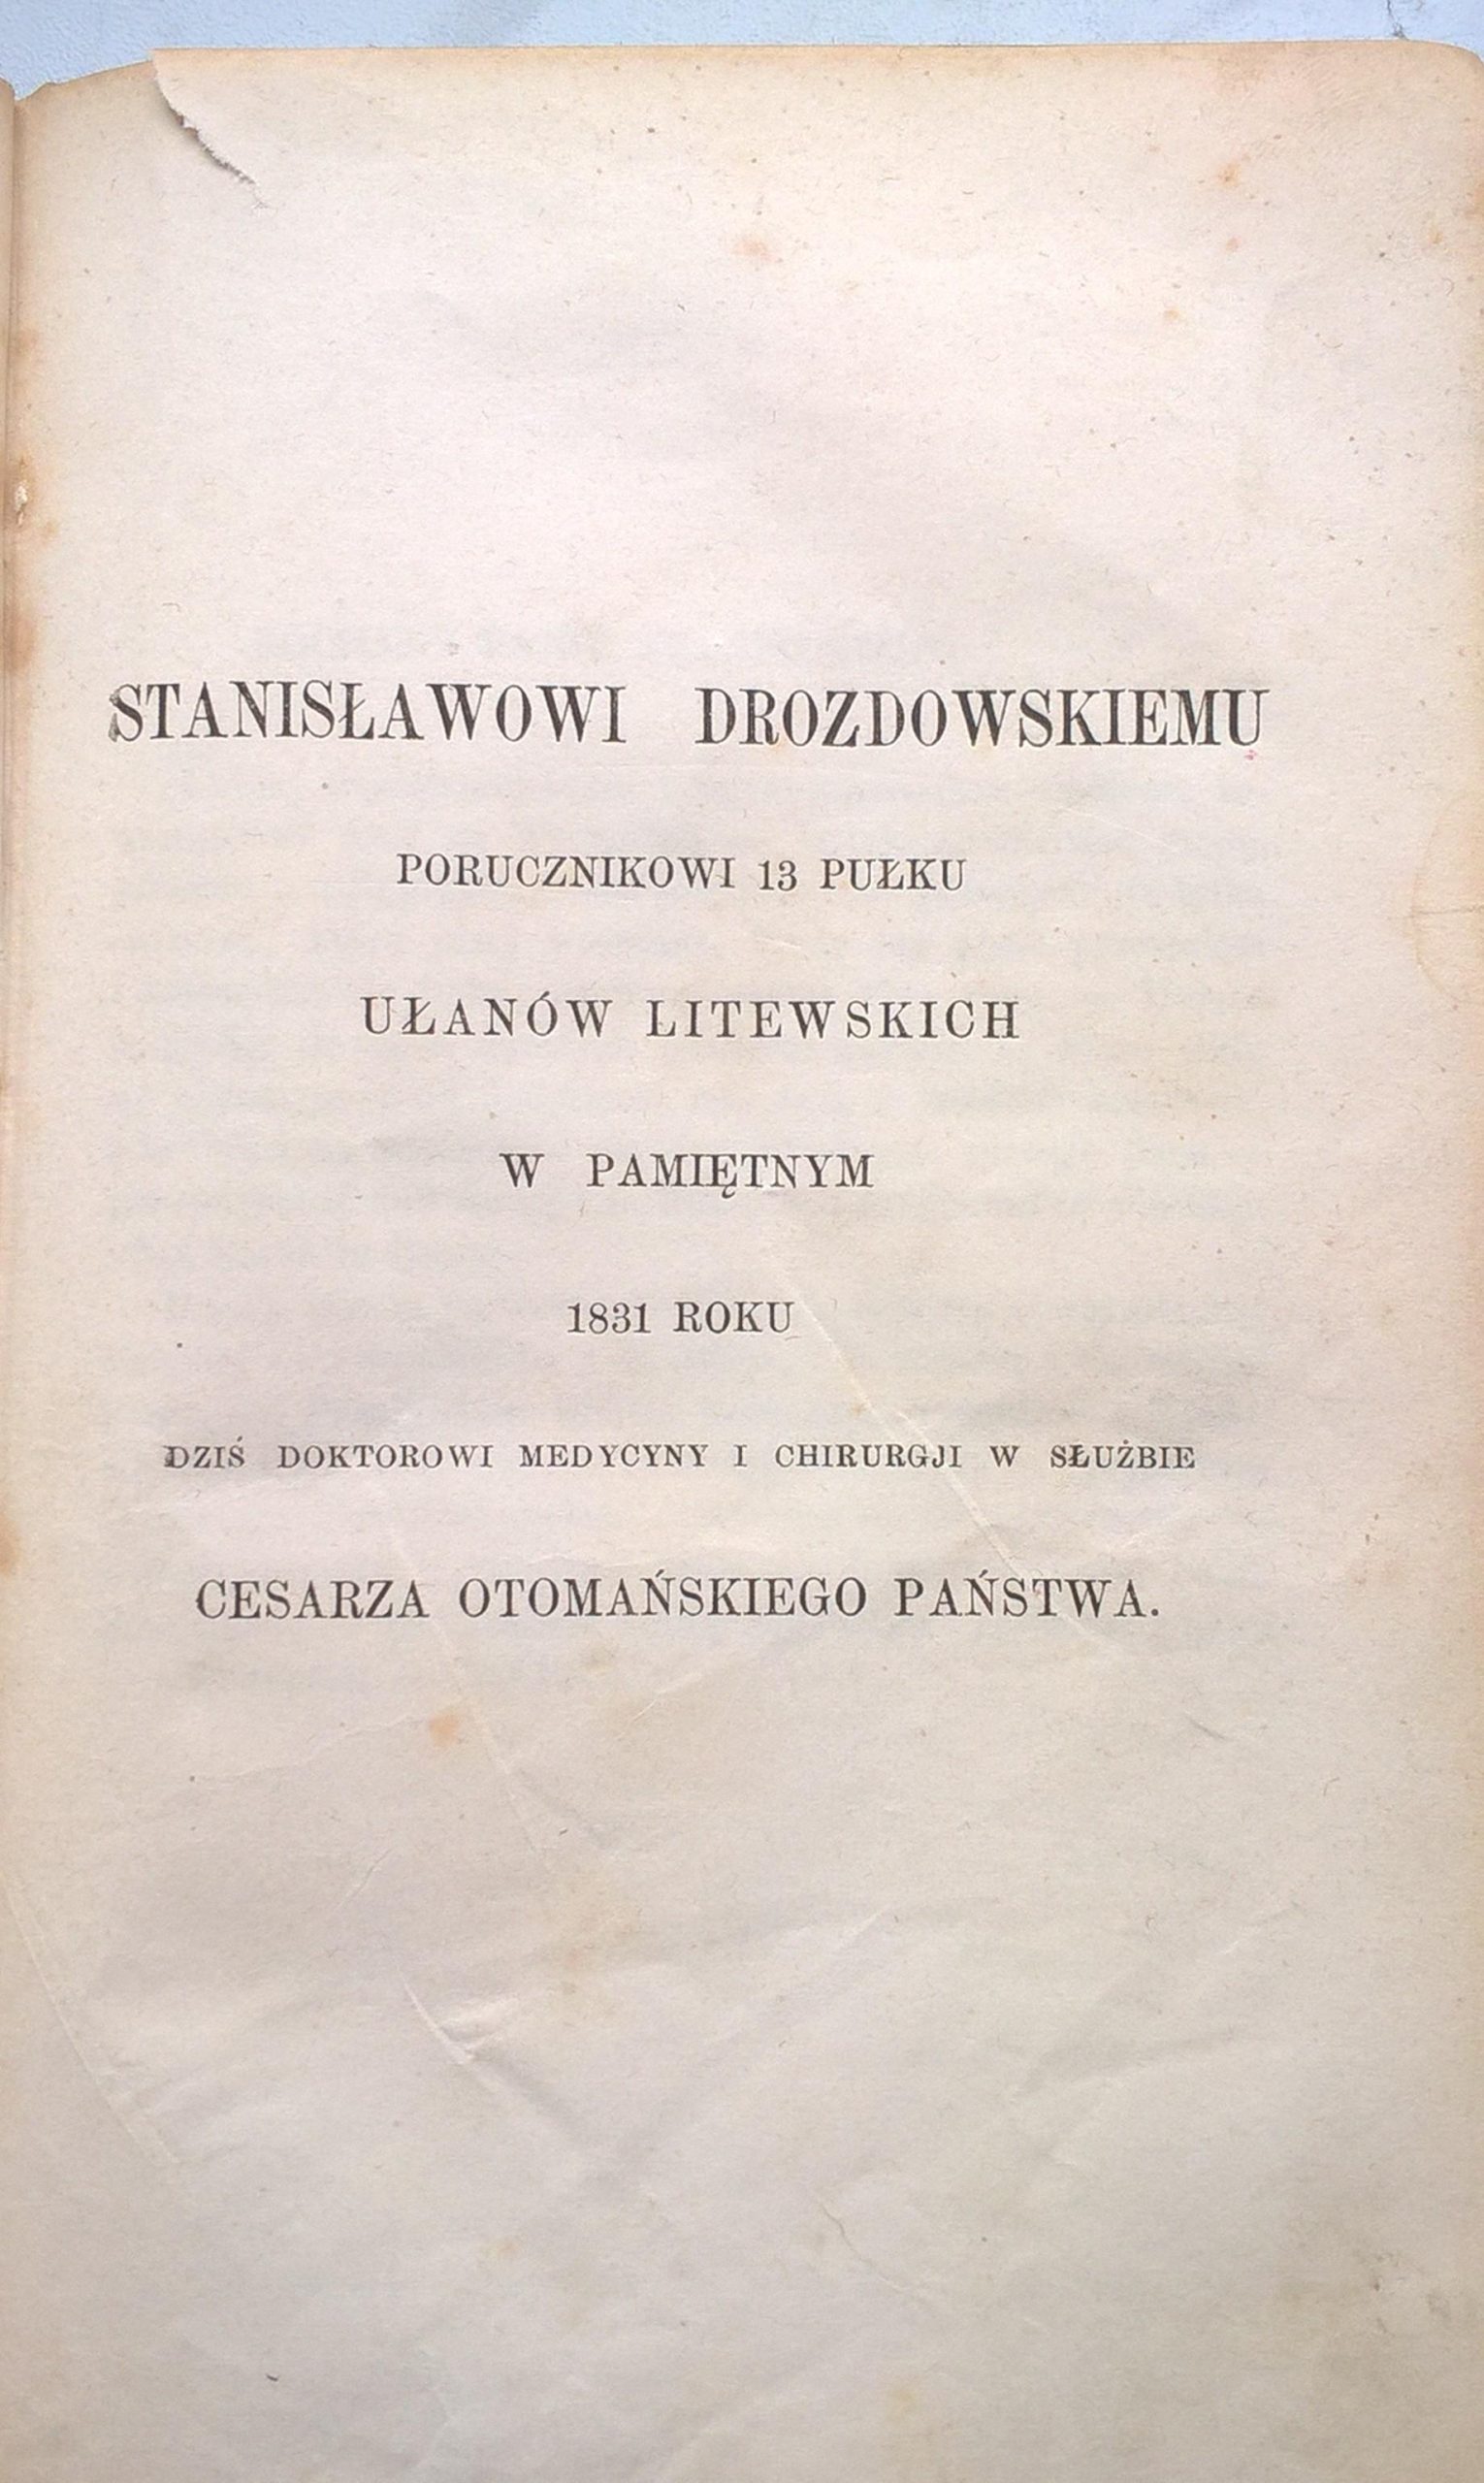 STANISŁAWOWI DROZDOWSKIEMU
PORUCZNIKOWI 13 PUŁKU
UŁANÓW LITEWSKICH
W PAMIĘTNYM
1831 ROKU
DZIŚ DOKTOROWI MEDYCYNY I CHIRURGJI W SŁUŻBIE
CESARZA OTOMAŃSKIEGO PAŃSTWA.